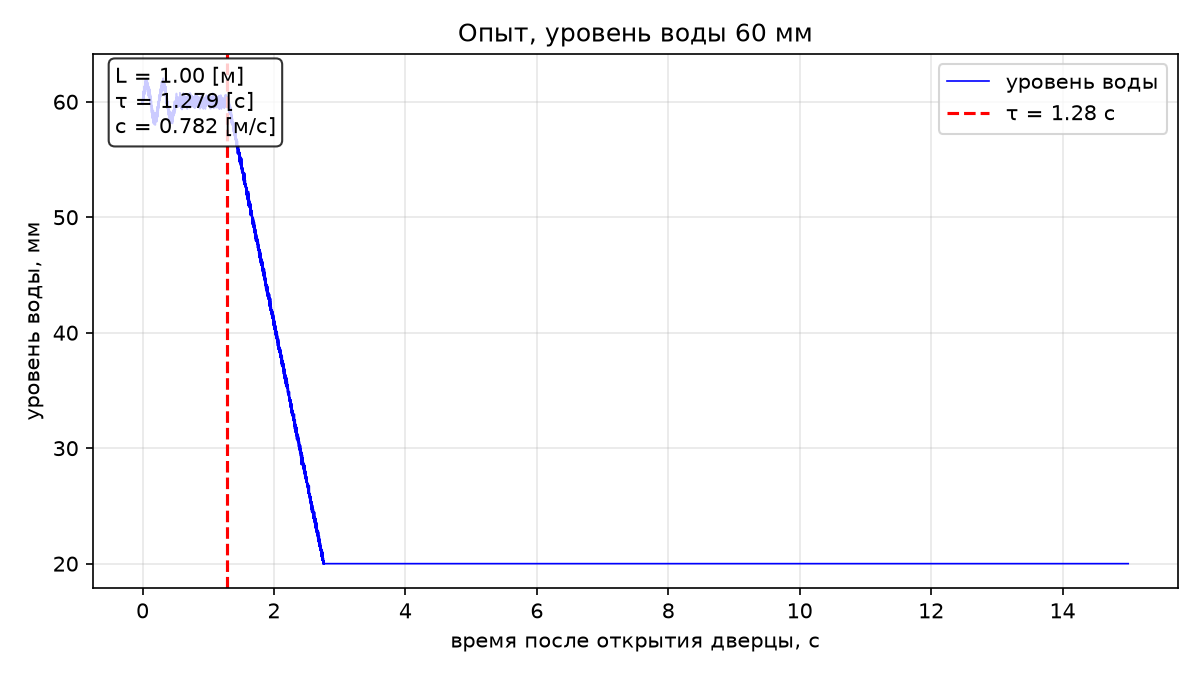 Опыт, уровень воды 60 мм
L = 1.00 [м]
τ = 1.279 [с]
c = 0.782 [м/с]
уровень воды
τ = 1.28 с
уровень воды, мм
60
50
40
30
20
0 2 4 6 8 10 12 14
время после открытия дверцы, с